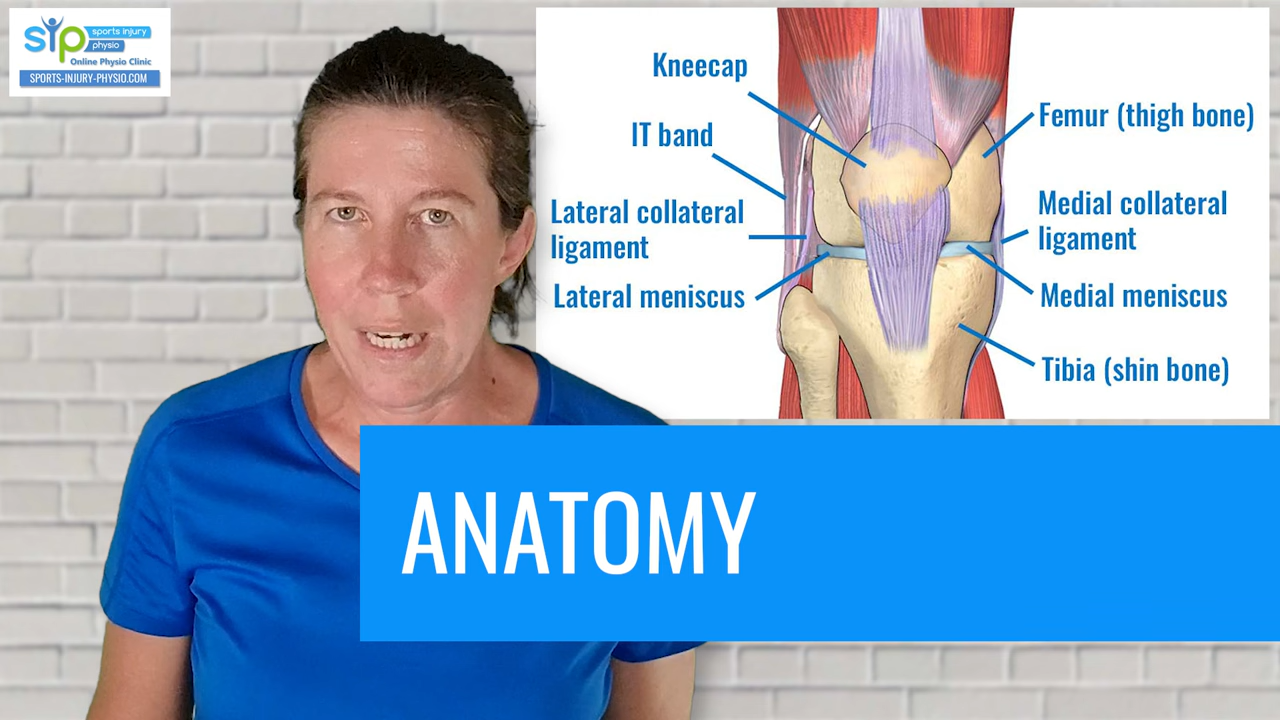 sip
sports injury
physio
Online Physio Clinic
SPORTS-INJURY-PHYSIO.COM
Kneecap
IT band
Lateral collateral
ligament
Lateral meniscus
Femur (thigh bone)
Medial collateral
ligament
Medial meniscus
Tibia (shin bone)
ANATOMY